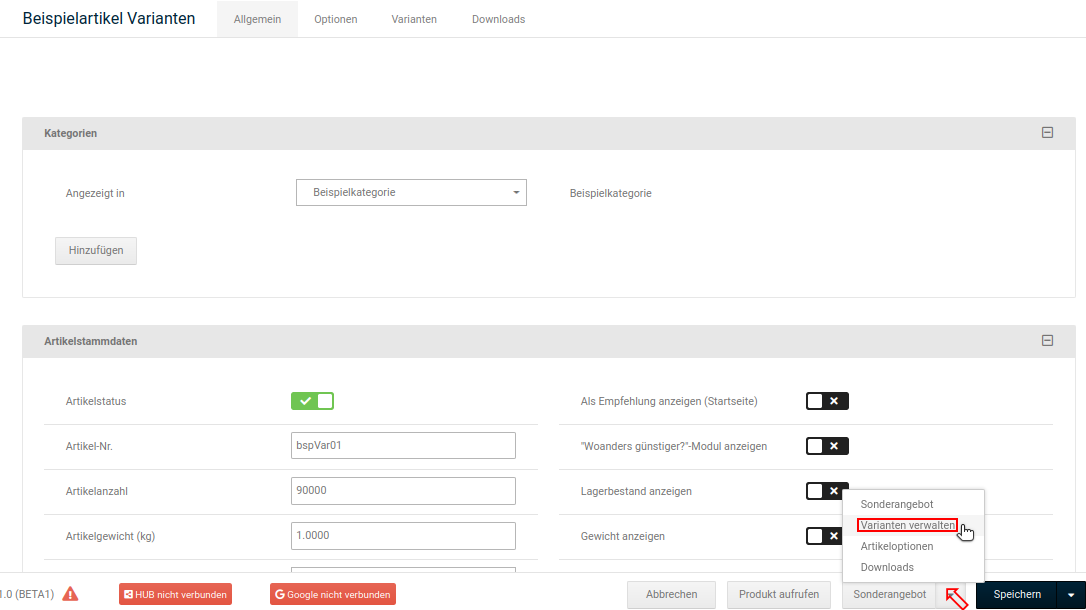 Beispielartikel Varianten
Allgemein
Optionen
Varianten
Downloads
Kategorien
Angezeigt in
Beispielkategorie
Beispielkategorie
Hinzufügen
Artikelstammdaten
Artikelstatus
Als Empfehlung anzeigen (Startseite)
Artikel-Nr.
bspVar01
"Woanders günstiger?"-Modul anzeigen
Artikelanzahl
90000
Lagerbestand anzeigen
Artikelgewicht (kg)
1.0000
Gewicht anzeigen
Sonderangebot
Varianten verwalten
Artikeloptionen
Downloads
1.0 (BETA1)
HUB nicht verbunden
Google nicht verbunden
Abbrechen
Produkt aufrufen
Sonderangebot
Speichern